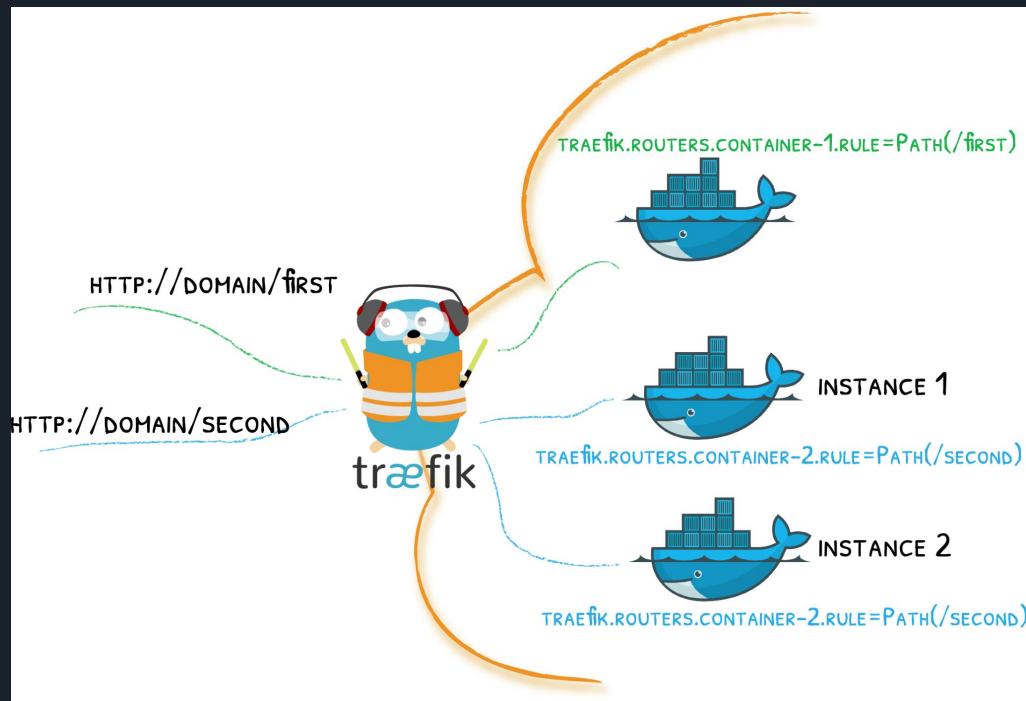 TRAEFIK.ROUTERS.CONTAINER-1.RULE=PATH(/FIRST)
HTTP://DOMAIN/FIRST
INSTANCE 1
HTTP://DOMAIN/SECOND
TRAEFIK.ROUTERS.CONTAINER-2.RULE=PATH(/SECOND)
træfik
INSTANCE 2
TRAEFIK.ROUTERS.CONTAINER-2.RULE=PATH(/SECOND)